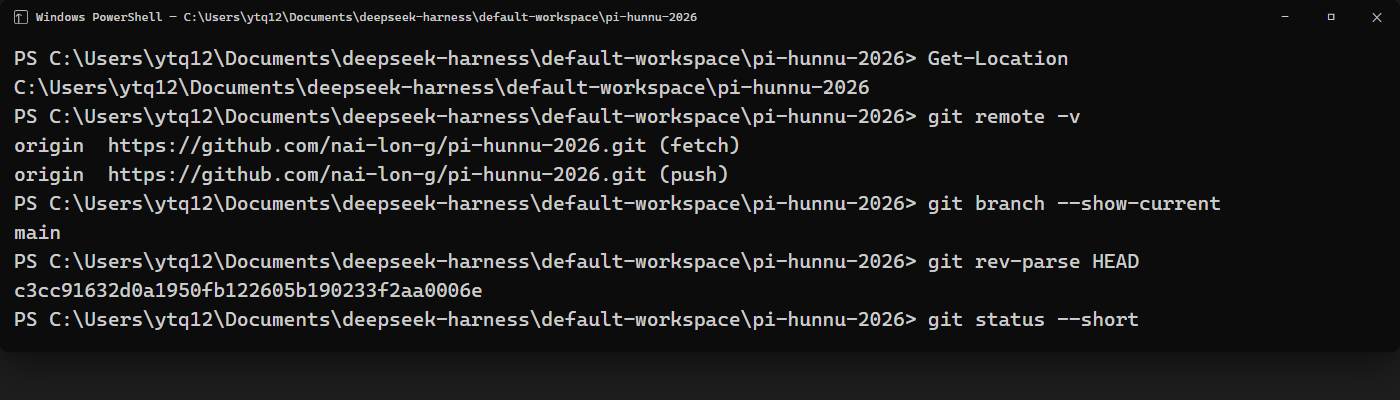 Windows PowerShell — C:\Users\ytq12\Documents\deepseek-harness\default-workspace\pi-hunnu-2026
PS C:\Users\ytq12\Documents\deepseek-harness\default-workspace\pi-hunnu-2026> Get-Location
C:\Users\ytq12\Documents\deepseek-harness\default-workspace\pi-hunnu-2026
PS C:\Users\ytq12\Documents\deepseek-harness\default-workspace\pi-hunnu-2026> git remote -v
origin  https://github.com/nai-lon-g/pi-hunnu-2026.git (fetch)
origin  https://github.com/nai-lon-g/pi-hunnu-2026.git (push)
PS C:\Users\ytq12\Documents\deepseek-harness\default-workspace\pi-hunnu-2026> git branch --show-current
main
PS C:\Users\ytq12\Documents\deepseek-harness\default-workspace\pi-hunnu-2026> git rev-parse HEAD
c3cc91632d0a1950fb122605b190233f2aa0006e
PS C:\Users\ytq12\Documents\deepseek-harness\default-workspace\pi-hunnu-2026> git status --short